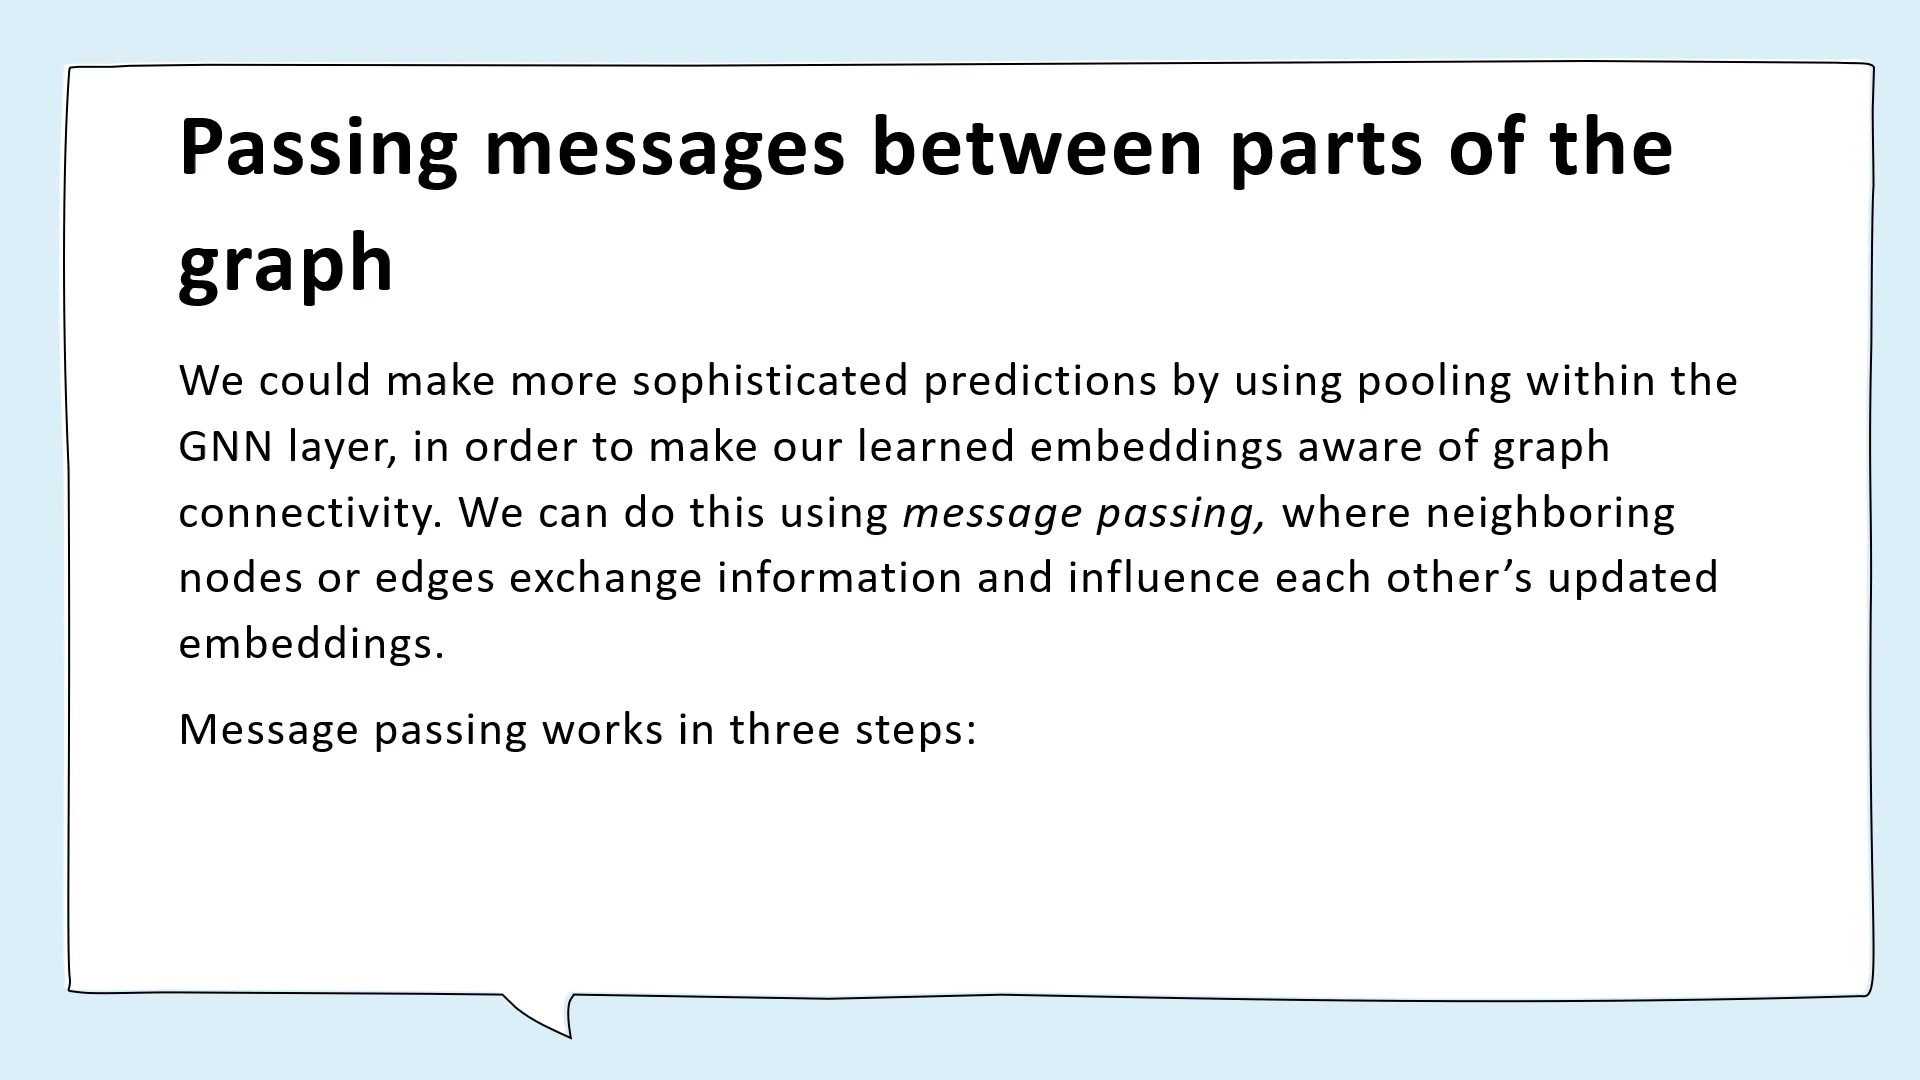 Passing messages between parts of the
graph
We could make more sophisticated predictions by using pooling within the
GNN layer, in order to make our learned embeddings aware of graph
connectivity. We can do this using message passing, where neighboring
nodes or edges exchange information and influence each other’s updated
embeddings.
Message passing works in three steps: